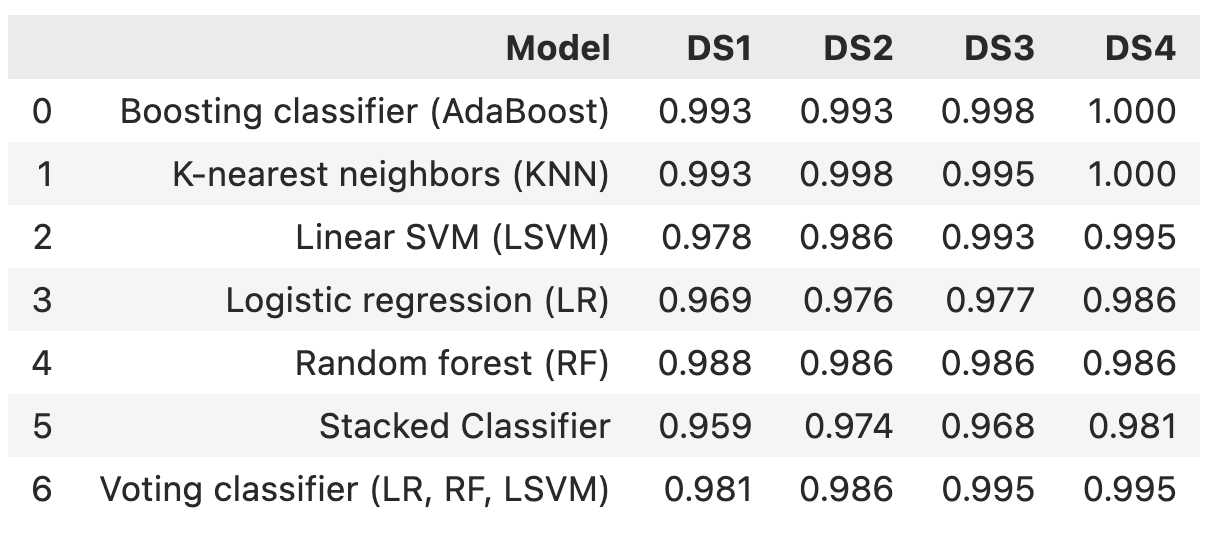 Model DS1 DS2 DS3 DS4
0 Boosting classifier (AdaBoost) 0.993 0.993 0.998 1.000
1 K-nearest neighbors (KNN) 0.993 0.998 0.995 1.000
2 Linear SVM (LSVM) 0.978 0.986 0.993 0.995
3 Logistic regression (LR) 0.969 0.976 0.977 0.986
4 Random forest (RF) 0.988 0.986 0.986 0.986
5 Stacked Classifier 0.959 0.974 0.968 0.981
6 Voting classifier (LR, RF, LSVM) 0.981 0.986 0.995 0.995